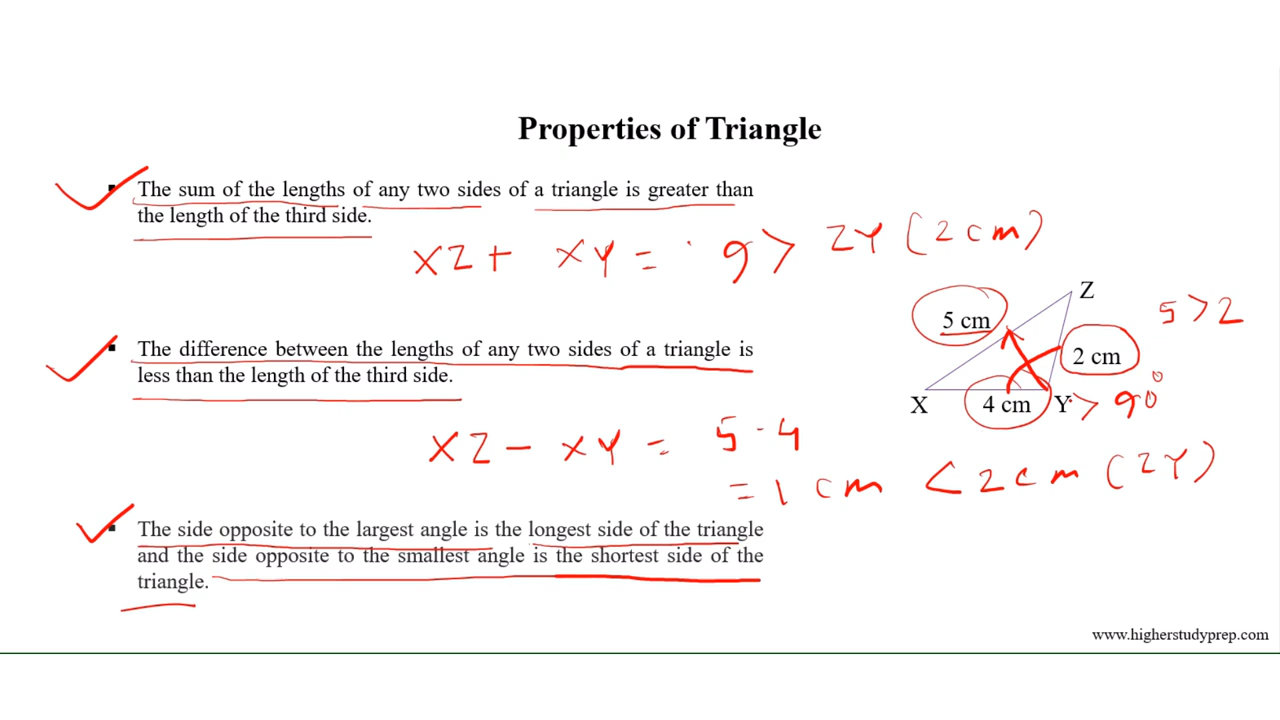 Properties of Triangle
▪ The sum of the lengths of any two sides of a triangle is greater than
the length of the third side.
XZ + XY = 9 > ZY (2 cm)
Z
5 cm
5 > 2
▪ The difference between the lengths of any two sides of a triangle is
less than the length of the third side.
2 cm
X
4 cm
Y > 90°
XZ - XY = 5 - 4
= 1 cm < 2 cm (ZY)
▪ The side opposite to the largest angle is the longest side of the triangle
and the side opposite to the smallest angle is the shortest side of the
triangle.
www.higherstudyprep.com